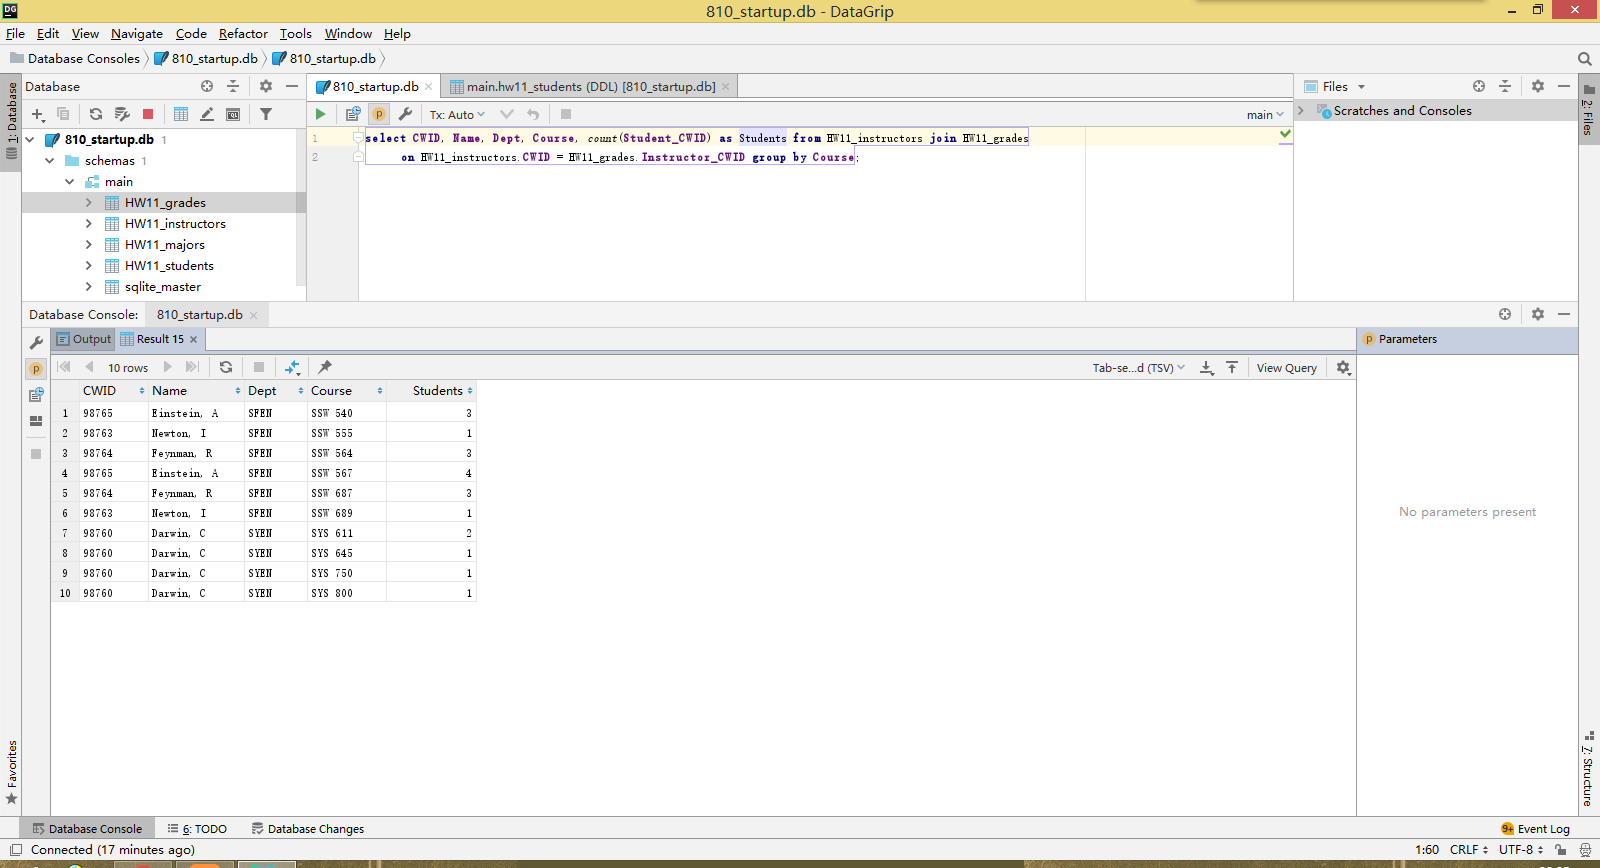 810_startup.db - DataGrip
File Edit View Navigate Code Refactor Tools Window Help
Database Consoles 810_startup.db 810_startup.db
1: Database
Database
810_startup.db 1
schemas 1
main
HW11_grades
HW11_instructors
HW11_majors
HW11_students
sqlite_master
810_startup.db main.hw11_students (DDL) [810_startup.db]
Tx: Auto main
1 select CWID, Name, Dept, Course, count(Student_CWID) as Students from HW11_instructors join HW11_grades
2 on HW11_instructors.CWID = HW11_grades.Instructor_CWID group by Course;
Files
Scratches and Consoles
2: Files
Database Console: 810_startup.db
Output Result 15
10 rows Tab-se...d (TSV) View Query
CWID Name Dept Course Students
1 98765 Einstein, A SFEN SSW 540 3
2 98763 Newton, I SFEN SSW 555 1
3 98764 Feynman, R SFEN SSW 564 3
4 98765 Einstein, A SFEN SSW 567 4
5 98764 Feynman, R SFEN SSW 687 3
6 98763 Newton, I SFEN SSW 689 1
7 98760 Darwin, C SYEN SYS 611 2
8 98760 Darwin, C SYEN SYS 645 1
9 98760 Darwin, C SYEN SYS 750 1
10 98760 Darwin, C SYEN SYS 800 1
Parameters
No parameters present
Favorites
7: Structure
Database Console 6: TODO Database Changes 9+ Event Log
Connected (17 minutes ago) 1:60 CRLF UTF-8